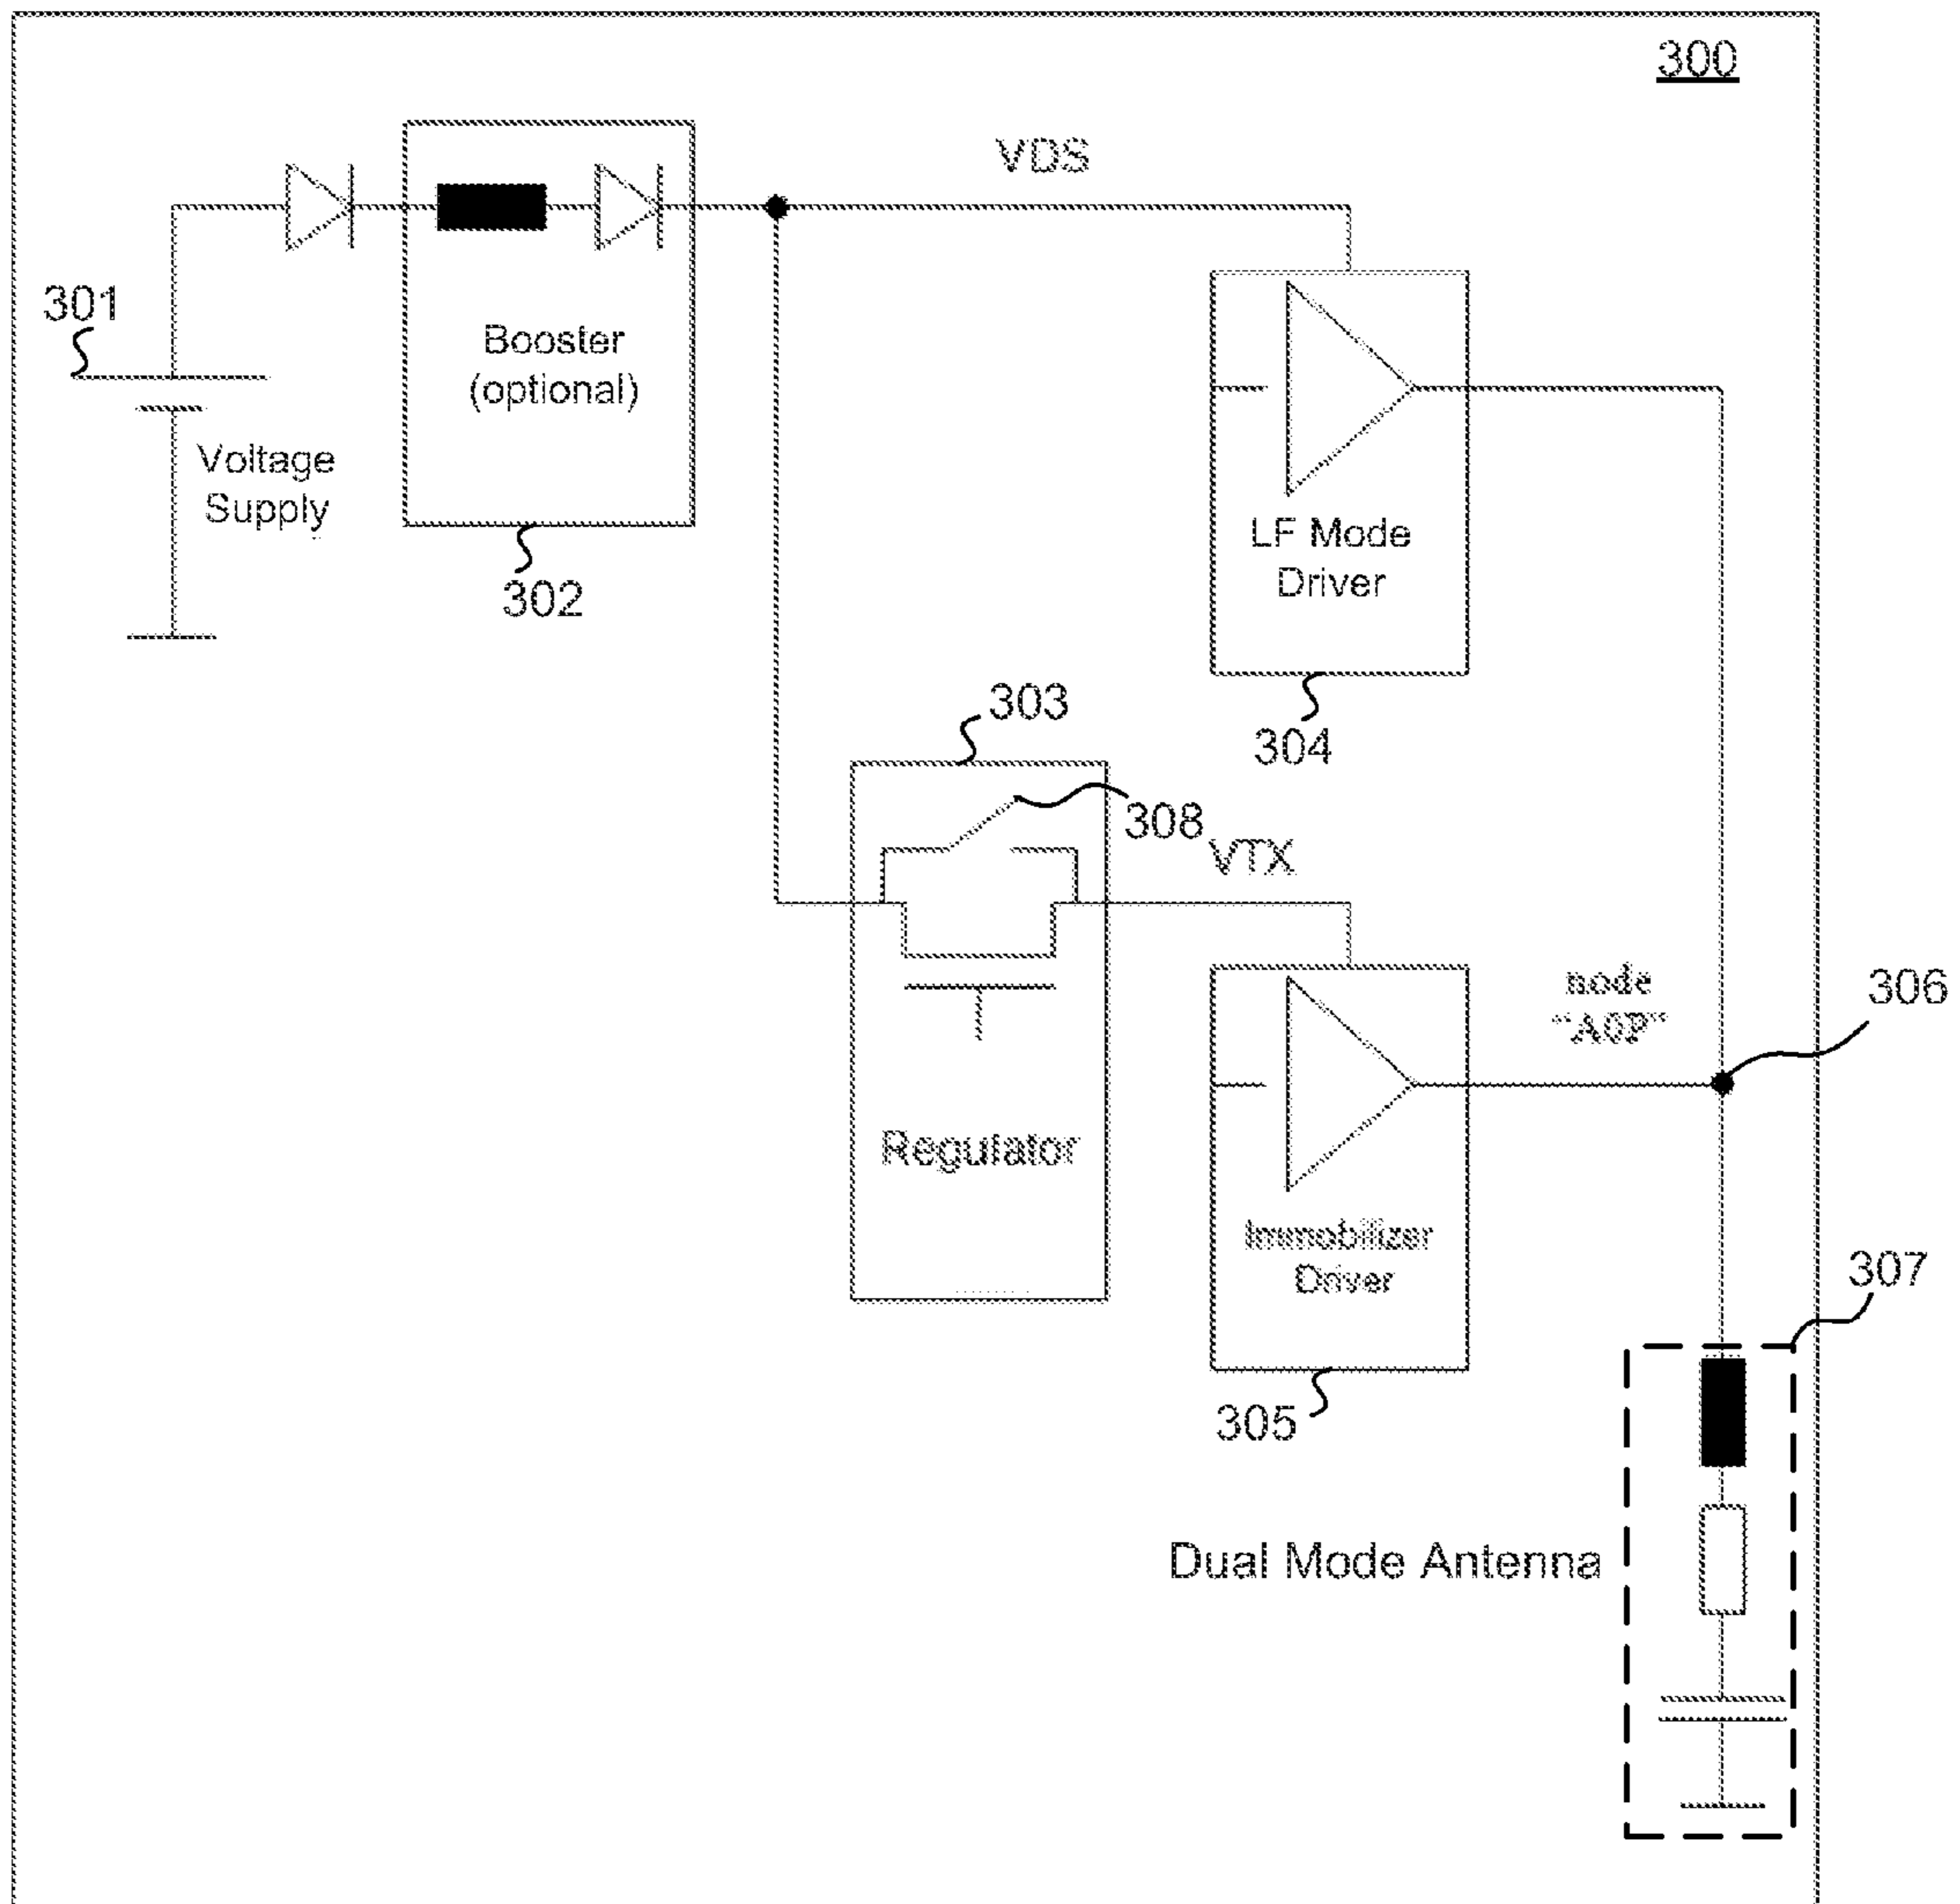 300
VDS
301
Booster
(optional)
Voltage
Supply
302
LF Mode
Driver
304
303
308
VTX
node
"A0P"
306
Regulator
Immobilizer
Driver
305
307
Dual Mode Antenna